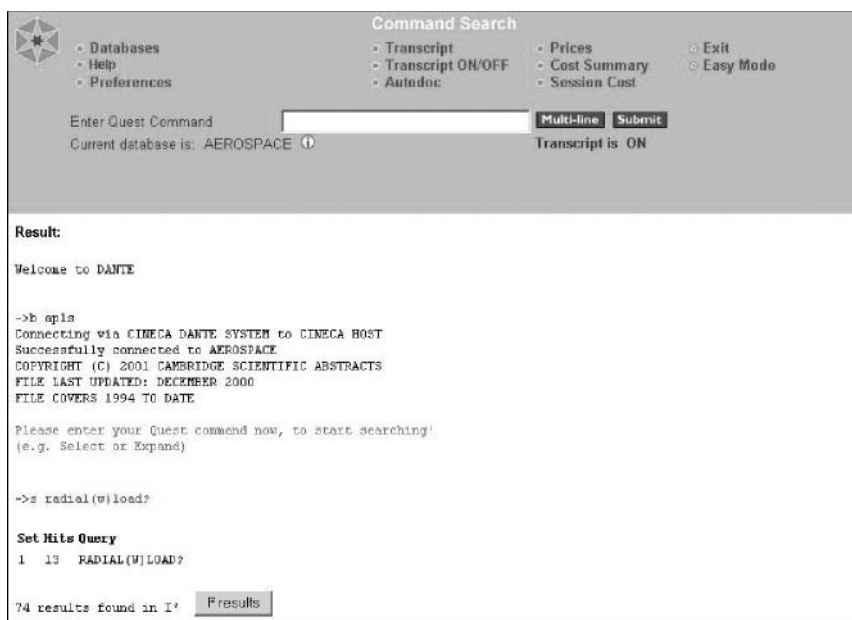 Command Search
Databases
Help
Preferences
Transcript
Transcript ON/OFF
Autodoc
Prices
Cost Summary
Session Cost
Exit
Easy Mode
Enter Quest Command
Multi-line Submit
Current database is: AEROSPACE
Transcript is ON
Result:
Welcome to DANTE
->b apls
Connecting via CINECA DANTE SYSTEM to CINECA HOST
Successfully connected to AEROSPACE
COPYRIGHT (C) 2001 CAMBRIDGE SCIENTIFIC ABSTRACTS
FILE LAST UPDATED: DECEMBER 2000
FILE COVERS 1994 TO DATE
Please enter your Quest command now, to start searching!
(e.g. Select or Expand)
->s radial(w)load?
Set Hits Query
1 13 RADIAL(W)LOAD?
74 results found in I² I² results